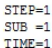 STEP=1
SUB =1
TIME=1